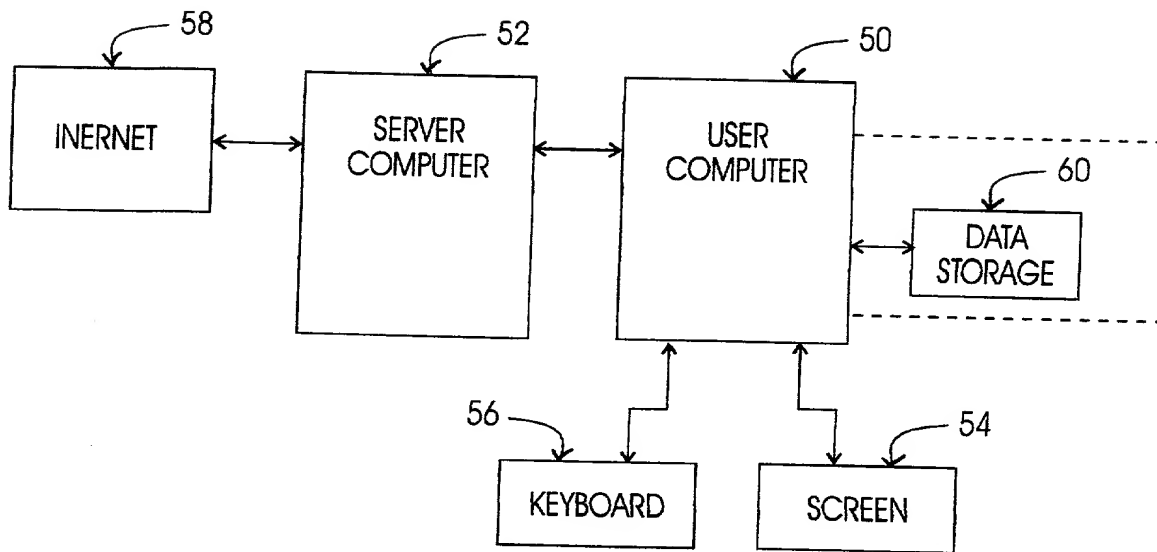 58
52
50
INERNET
SERVER
COMPUTER
USER
COMPUTER
60
DATA
STORAGE
56
54
KEYBOARD
SCREEN